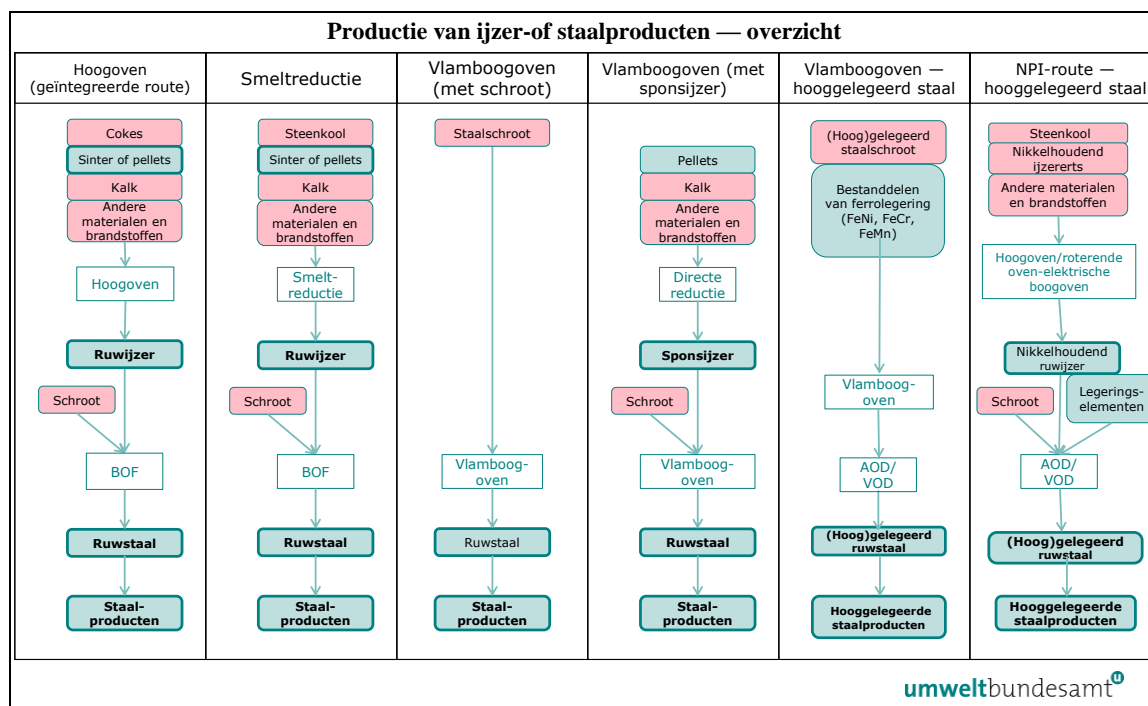 Productie van ijzer-of staalproducten — overzicht
Hoogoven
(geïntegreerde route)
Cokes
Sinter of pellets
Kalk
Andere
materialen en
brandstoffen
Hoogoven
Ruwijzer
Schroot
BOF
Ruwstaal
Staal-
producten
Smeltreductie
Steenkool
Sinter of pellets
Kalk
Andere
materialen en
brandstoffen
Smelt-
reductie
Ruwijzer
Schroot
BOF
Ruwstaal
Staal-
producten
Vlamboogoven
(met schroot)
Staalschroot
Vlamboog-
oven
Ruwstaal
Staal-
producten
Vlamboogoven (met
sponsijzer)
Pellets
Kalk
Andere
materialen en
brandstoffen
Directe
reductie
Sponsijzer
Schroot
Vlamboog-
oven
Ruwstaal
Staal-
producten
Vlamboogoven —
hooggelegeerd staal
(Hoog)gelegeerd
staalschroot
Bestanddelen
van ferrolegering
(FeNi, FeCr,
FeMn)
Vlamboog-
oven
AOD/
VOD
(Hoog)gelegeerd
ruwstaal
Hooggelegeerde
staalproducten
NPI-route —
hooggelegeerd staal
Steenkool
Nikkelhoudend
ijzererts
Andere materialen
en brandstoffen
Hoogoven/roterende
oven-elektrische
boogoven
Nikkelhoudend
ruwijzer
Schroot
Legerings-
elementen
AOD/
VOD
(Hoog)gelegeerd
ruwstaal
Hooggelegeerde
staalproducten
umweltbundesamt u